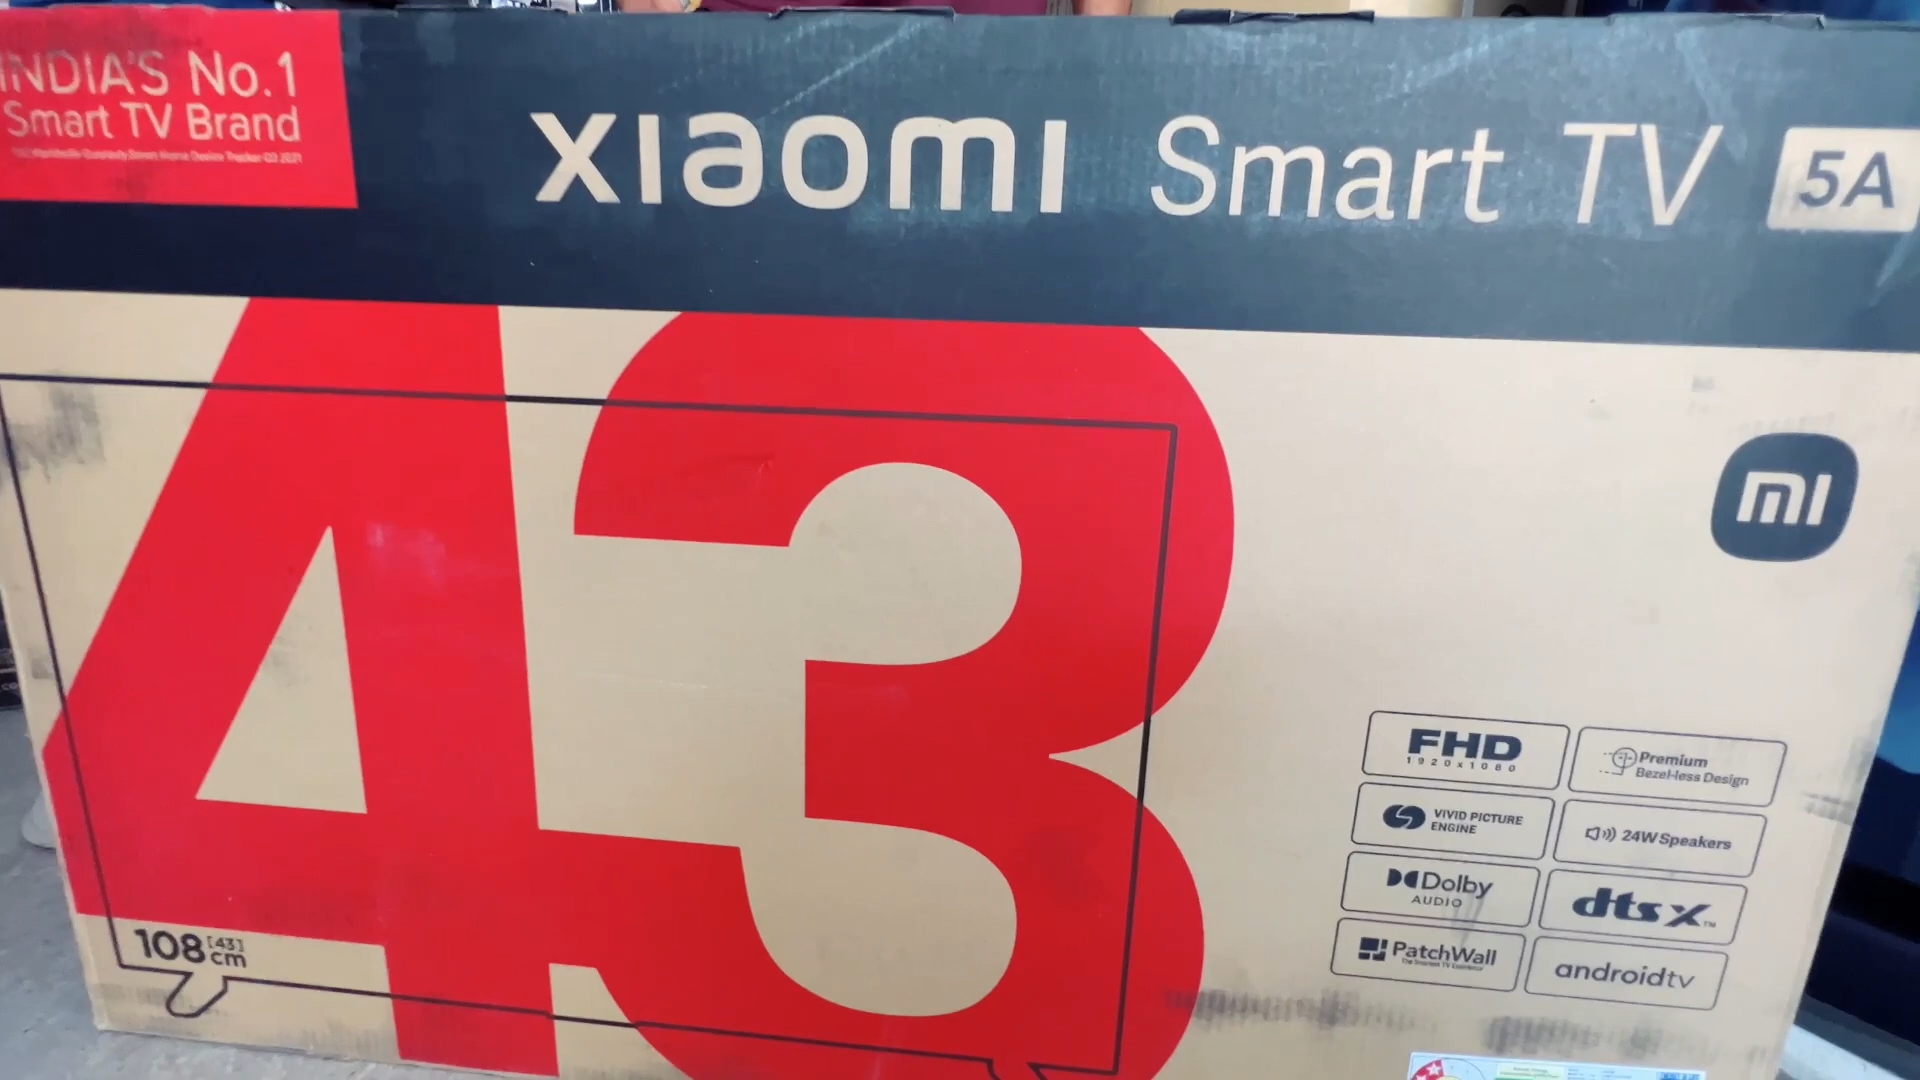 INDIA'S No.1
Smart TV Brand
xiaomi Smart TV 5A
43
mi
FHD
1920x1080
Premium
Bezel-less Design
VIVID PICTURE
ENGINE
24W Speakers
Dolby
AUDIO
dts X™
PatchWall
androidtv
108 [43]
cm